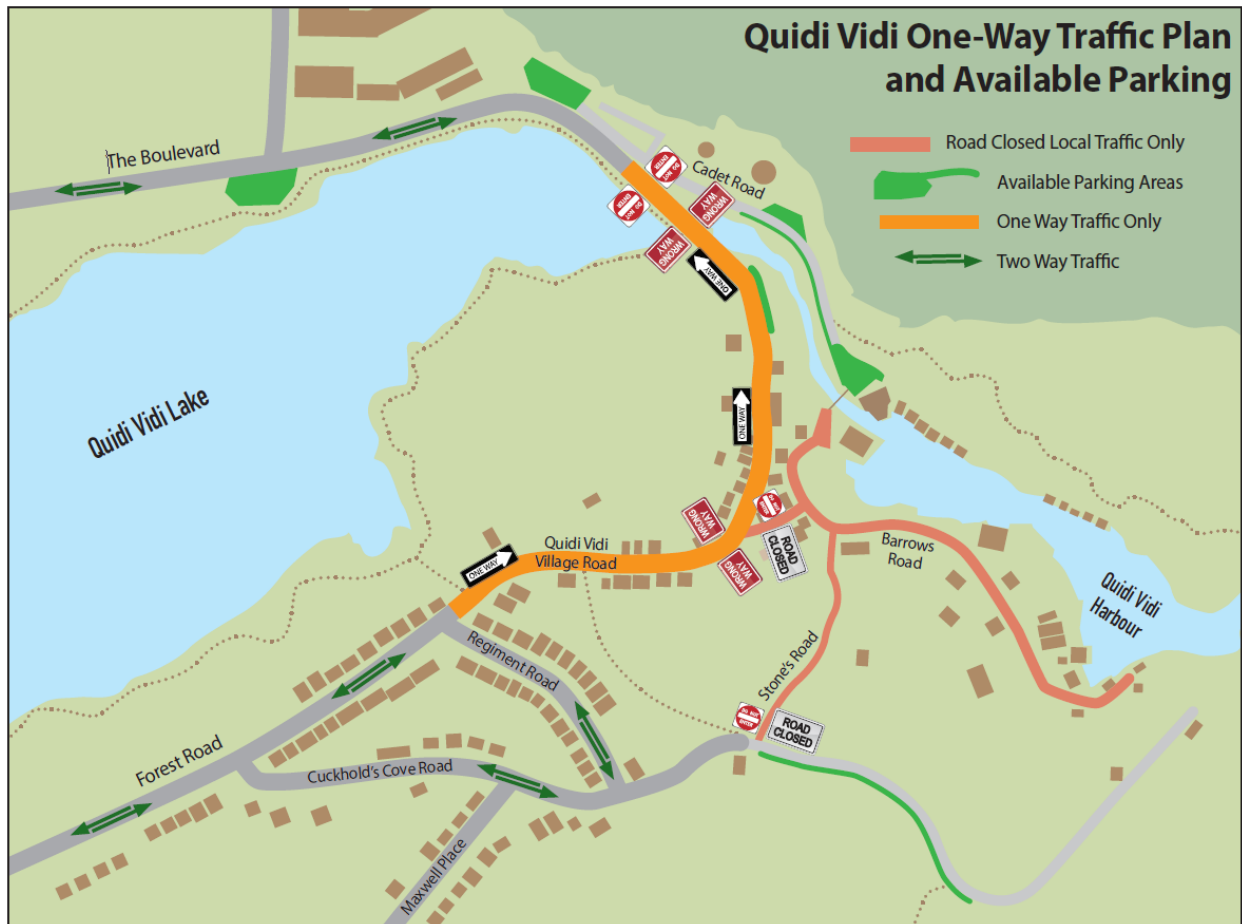 Quidi Vidi One-Way Traffic Plan
and Available Parking
Road Closed Local Traffic Only
Available Parking Areas
One Way Traffic Only
Two Way Traffic
The Boulevard
Cadet Road
DO NOT
ENTER
DO NOT
ENTER
WRONG
WAY
WRONG
WAY
ONE WAY
Quidi Vidi Lake
ONE WAY
WRONG
WAY
DO NOT
ENTER
ROAD
CLOSED
WRONG
WAY
Quidi Vidi
Village Road
ONE WAY
Barrows
Road
Quidi Vidi
Harbour
Regiment Road
Stone's Road
DO NOT
ENTER
ROAD
CLOSED
Forest Road
Cuckhold's Cove Road
Maxwell Place